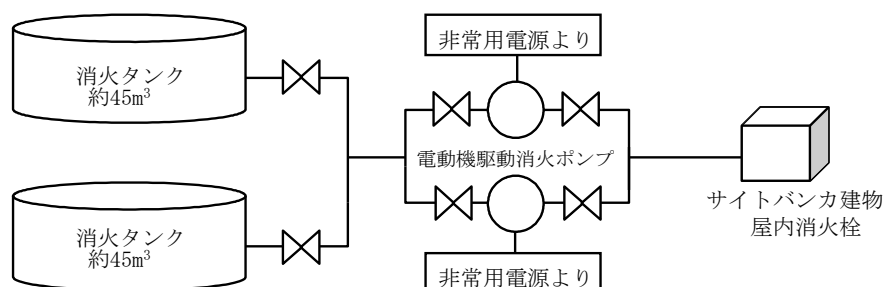 非常用電源より
消火タンク
約45m³
電動機駆動消火ポンプ
サイトバンカ建物
屋内消火栓
消火タンク
約45m³
非常用電源より